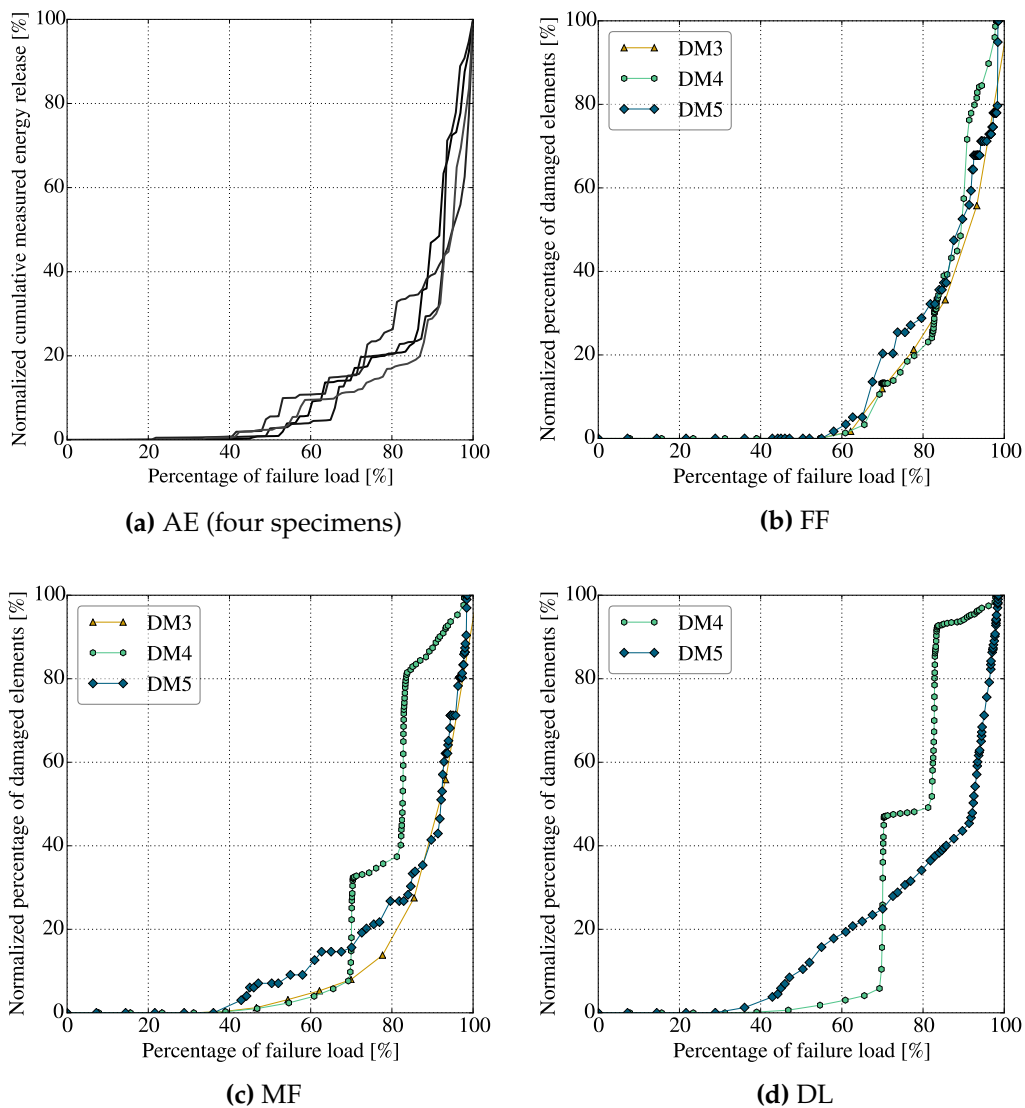 Normalized cumulative measured energy release [%]
100
80
60
40
20
0
0 20 40 60 80 100
Percentage of failure load [%]
(a) AE (four specimens)
Normalized percentage of damaged elements [%]
100
80
60
40
20
0
DM3
DM4
DM5
0 20 40 60 80 100
Percentage of failure load [%]
(b) FF
Normalized percentage of damaged elements [%]
100
80
60
40
20
0
DM3
DM4
DM5
0 20 40 60 80 100
Percentage of failure load [%]
(c) MF
Normalized percentage of damaged elements [%]
100
80
60
40
20
0
DM4
DM5
0 20 40 60 80 100
Percentage of failure load [%]
(d) DL